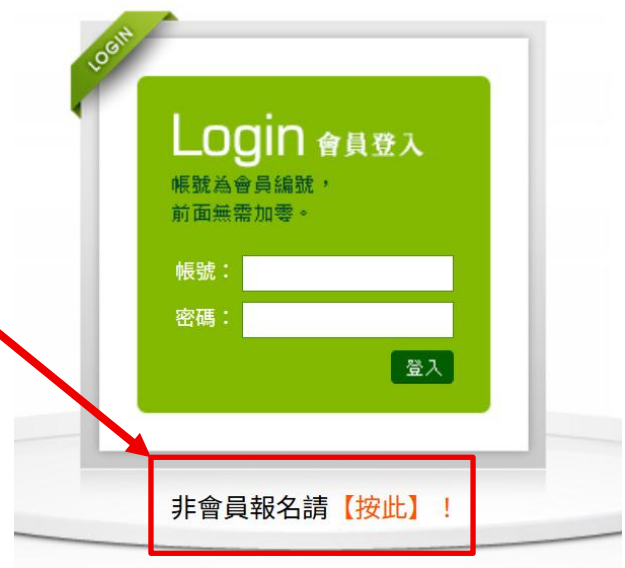 LOGIN
Login 會員登入
帳號為會員編號，
前面無需加零。
帳號：
密碼：
登入
非會員報名請【按此】！